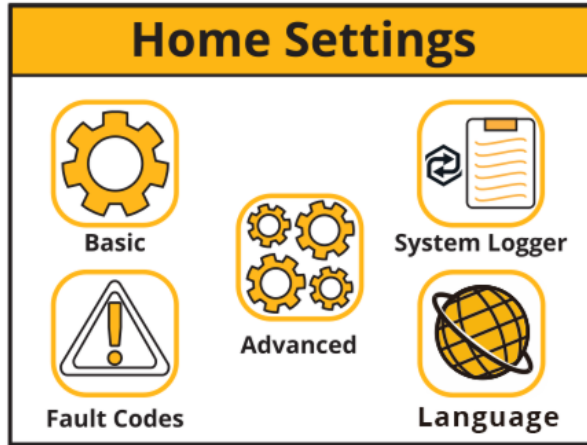 Home Settings
Basic
System Logger
Advanced
Fault Codes
Language